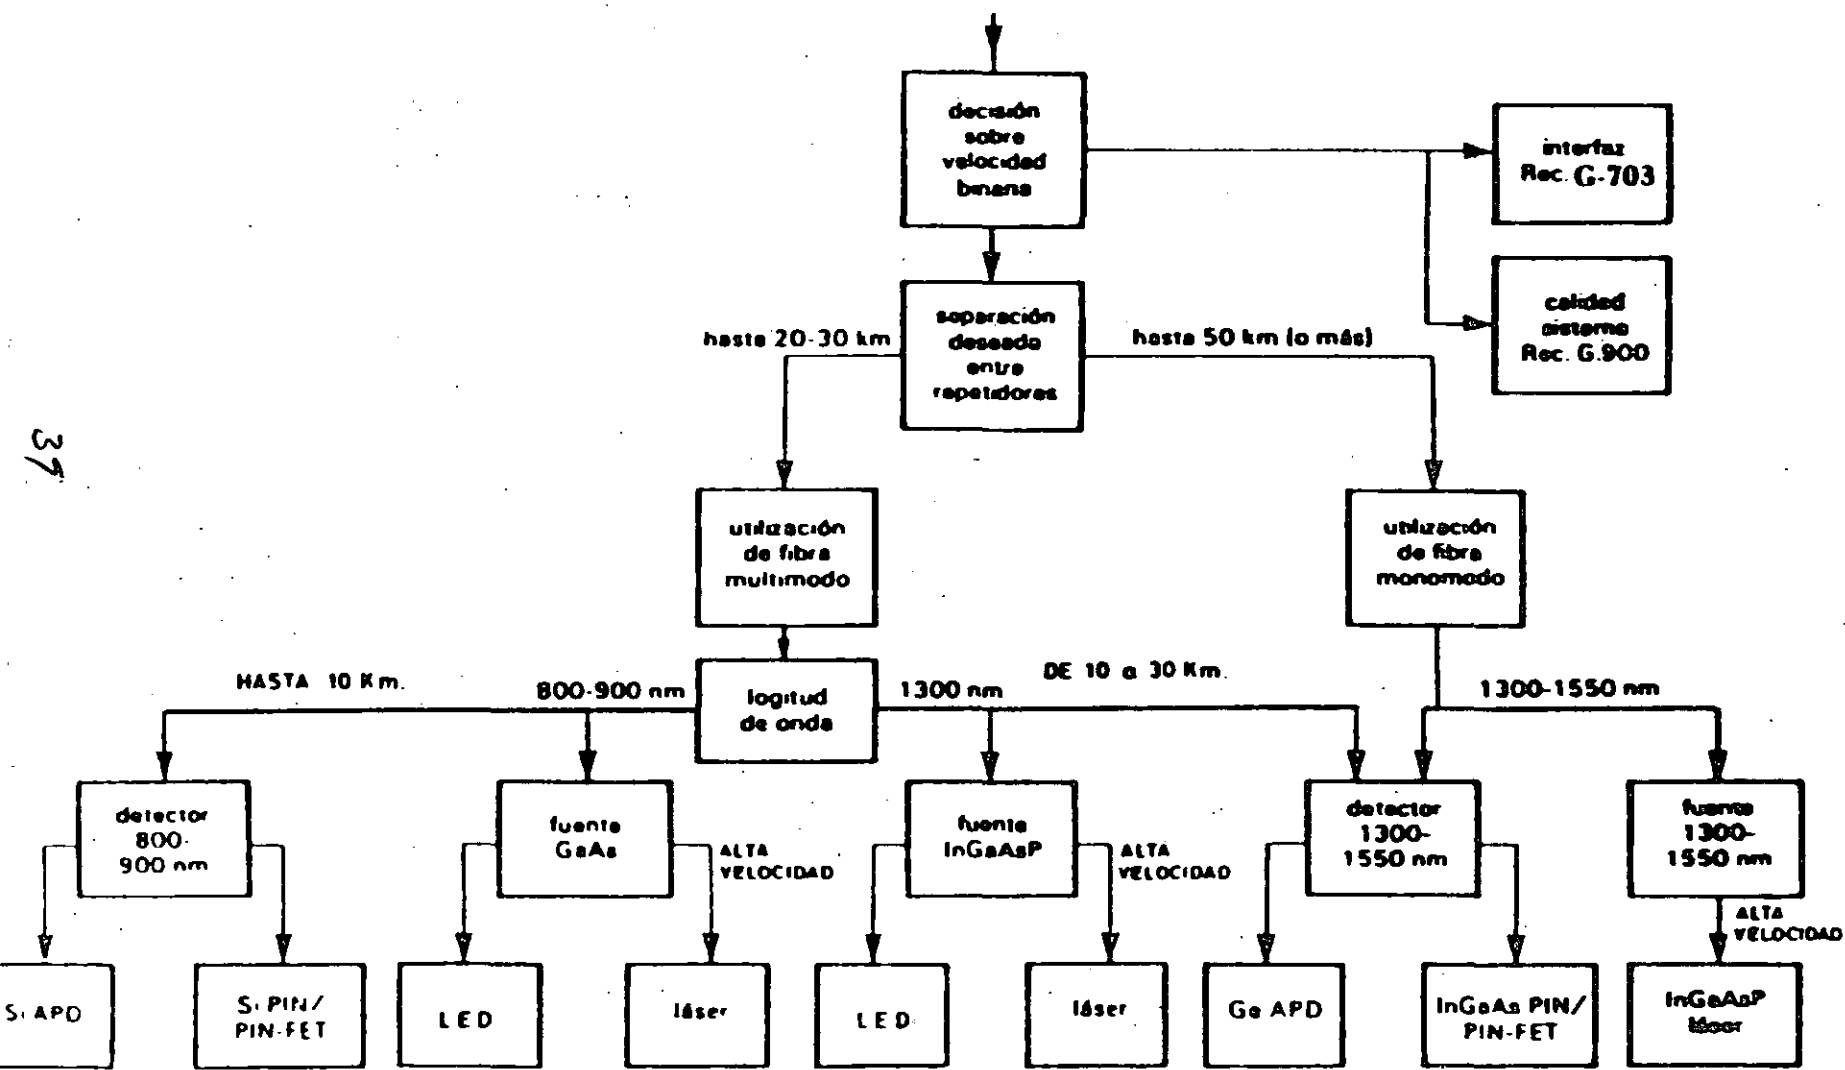 decisión
sobre
velocidad
binaria
interfaz
Rec. G-703
calidad
sistema
Rec. G.900
separación
deseada
entre
repetidores
hasta 20-30 km
hasta 50 km (o más)
37
utilización
de fibra
multimodo
utilización
de fibra
monomodo
HASTA 10 Km.
800-900 nm
logitud
de onda
1300 nm
DE 10 a 30 Km.
1300-1550 nm
detector
800-
900 nm
fuente
GaAs
ALTA
VELOCIDAD
fuente
InGaAsP
ALTA
VELOCIDAD
detector
1300-
1550 nm
fuente
1300-
1550 nm
ALTA
VELOCIDAD
Si APD
Si PIN/
PIN-FET
LED
láser
LED
láser
Ge APD
InGaAs PIN/
PIN-FET
InGaAsP
láser